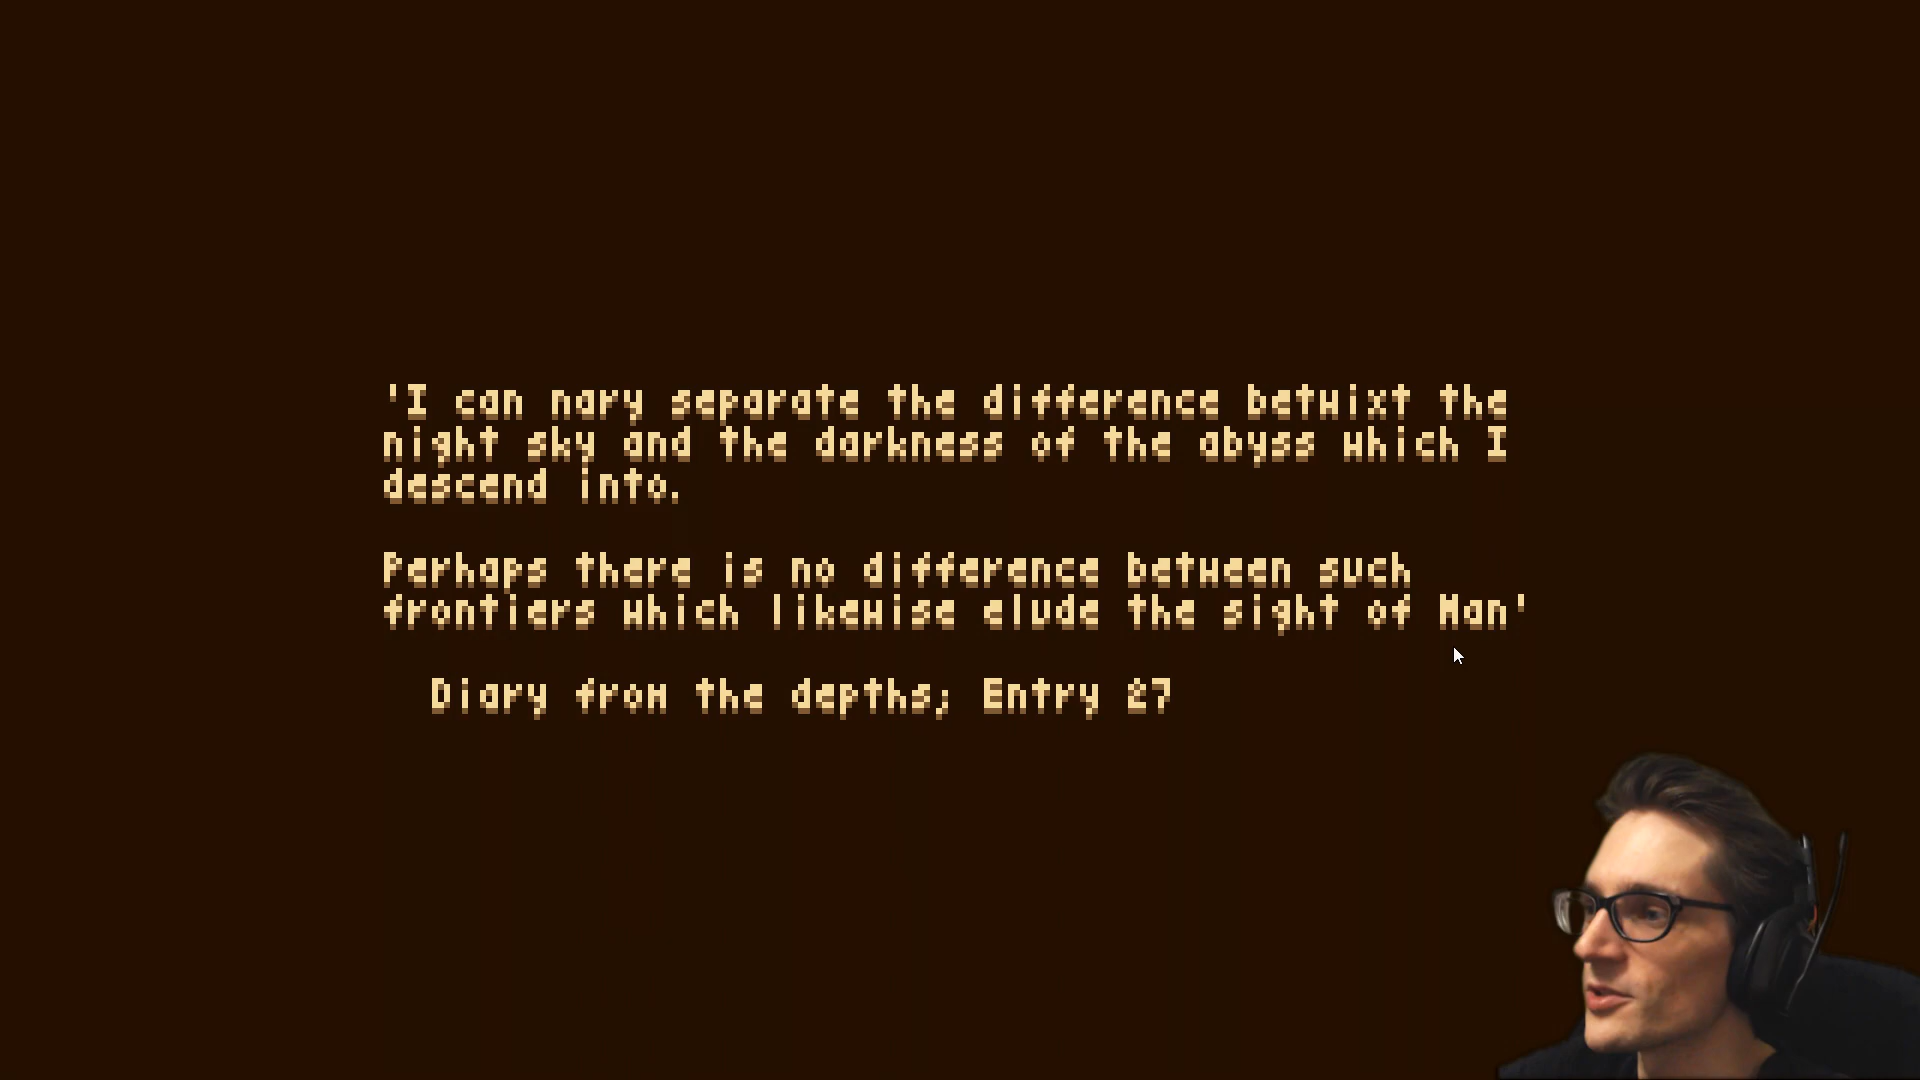 'I can nary separate the difference betwixt the
night sky and the darkness of the abyss which I
descend into.
Perhaps there is no difference between such
frontiers which likewise elude the sight of Man'
Diary from the depths; Entry 27